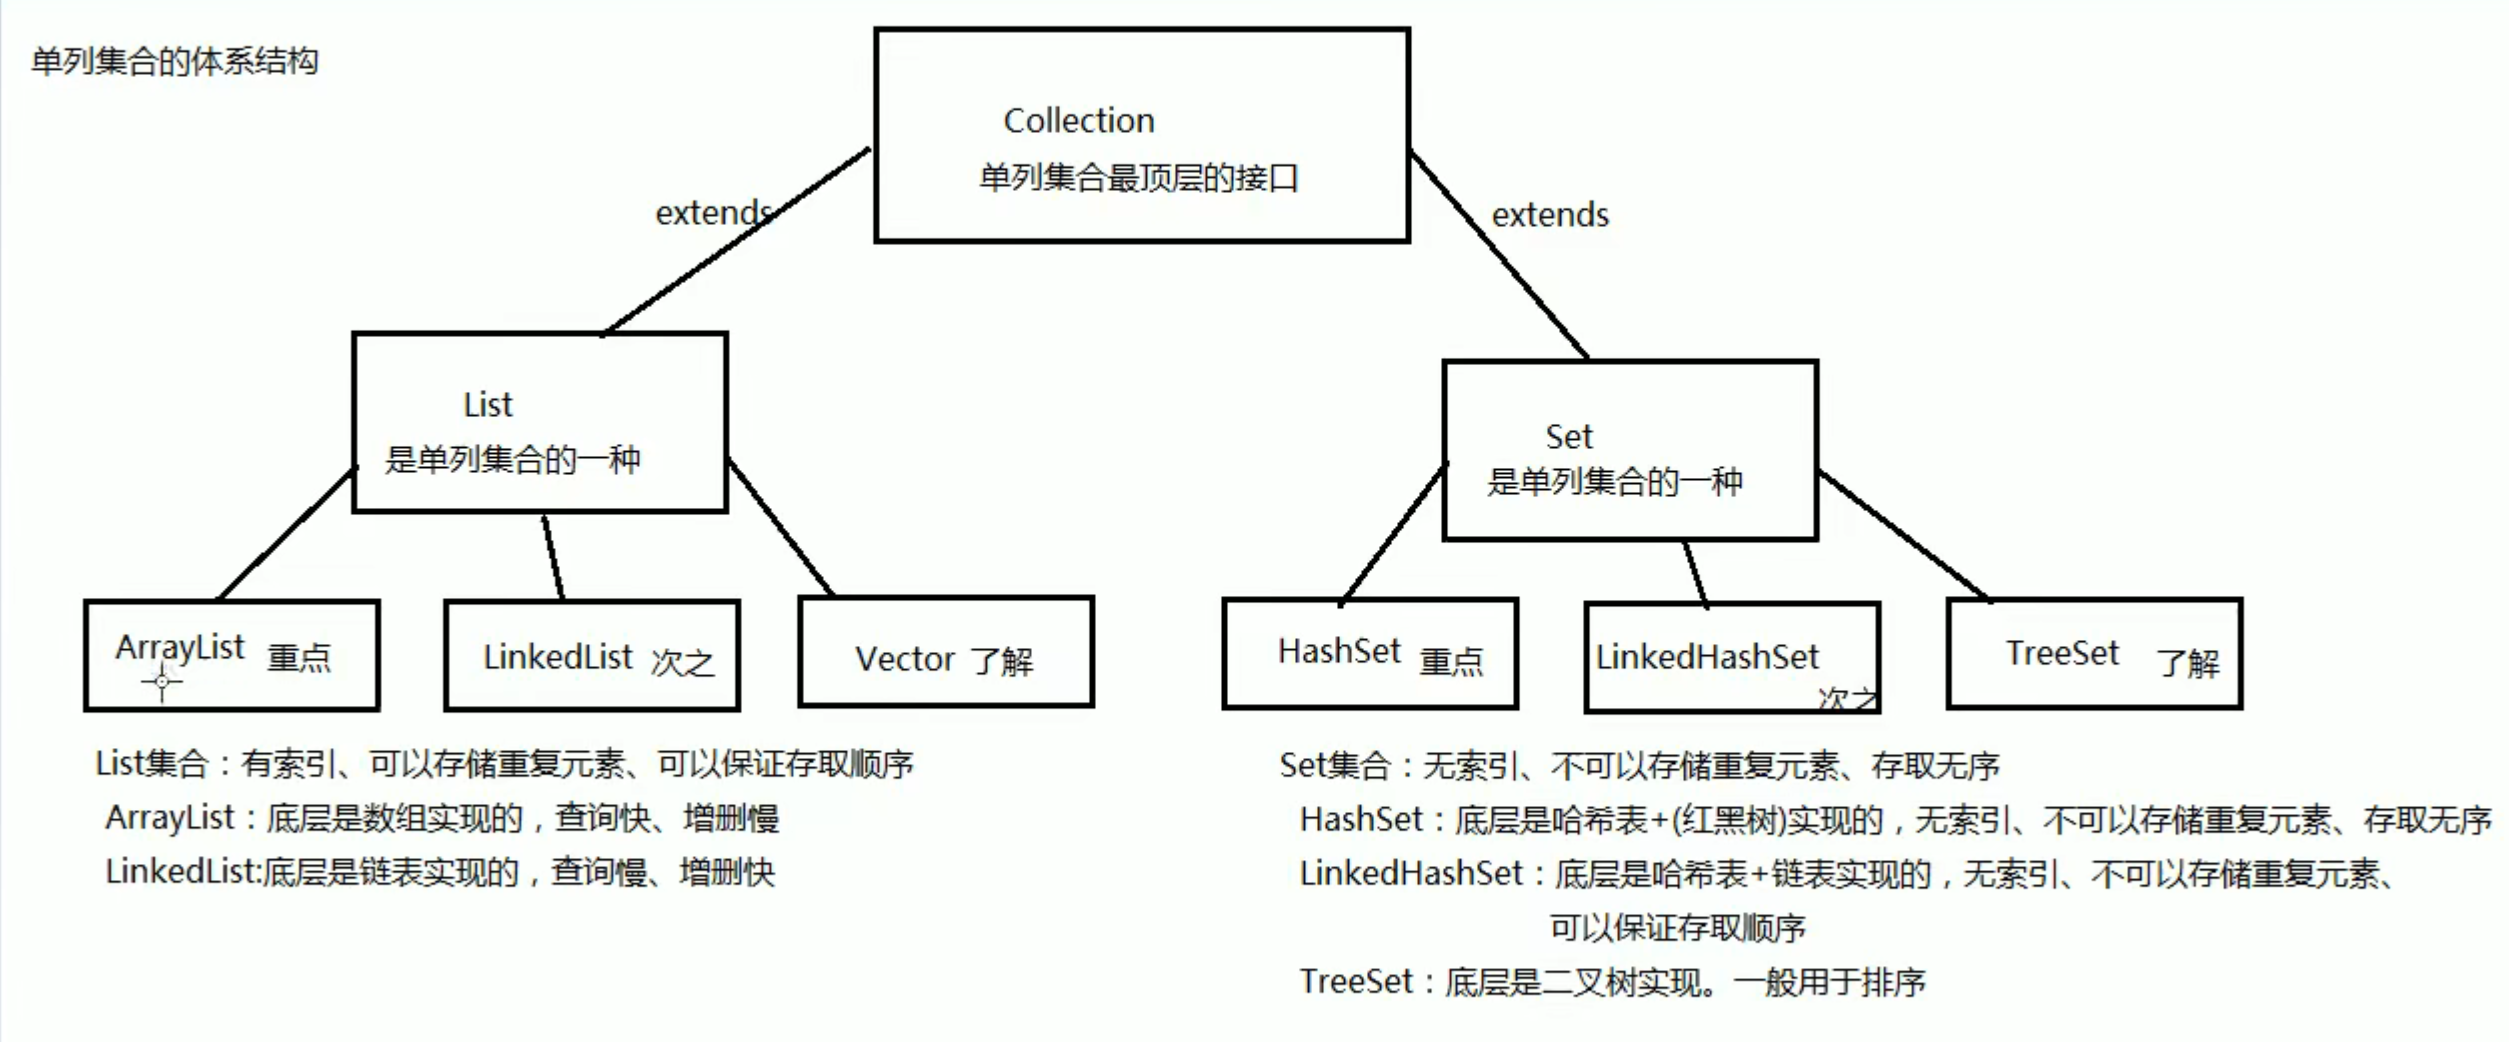 单列集合的体系结构
Collection
单列集合最顶层的接口
extends
extends
List
是单列集合的一种
Set
是单列集合的一种
ArrayList 重点
LinkedList 次之
Vector 了解
HashSet 重点
LinkedHashSet
次之
TreeSet 了解
List集合：有索引、可以存储重复元素、可以保证存取顺序
ArrayList：底层是数组实现的，查询快、增删慢
LinkedList:底层是链表实现的，查询慢、增删快
Set集合：无索引、不可以存储重复元素、存取无序
HashSet：底层是哈希表+(红黑树)实现的，无索引、不可以存储重复元素、存取无序
LinkedHashSet：底层是哈希表+链表实现的，无索引、不可以存储重复元素、
可以保证存取顺序
TreeSet：底层是二叉树实现。一般用于排序